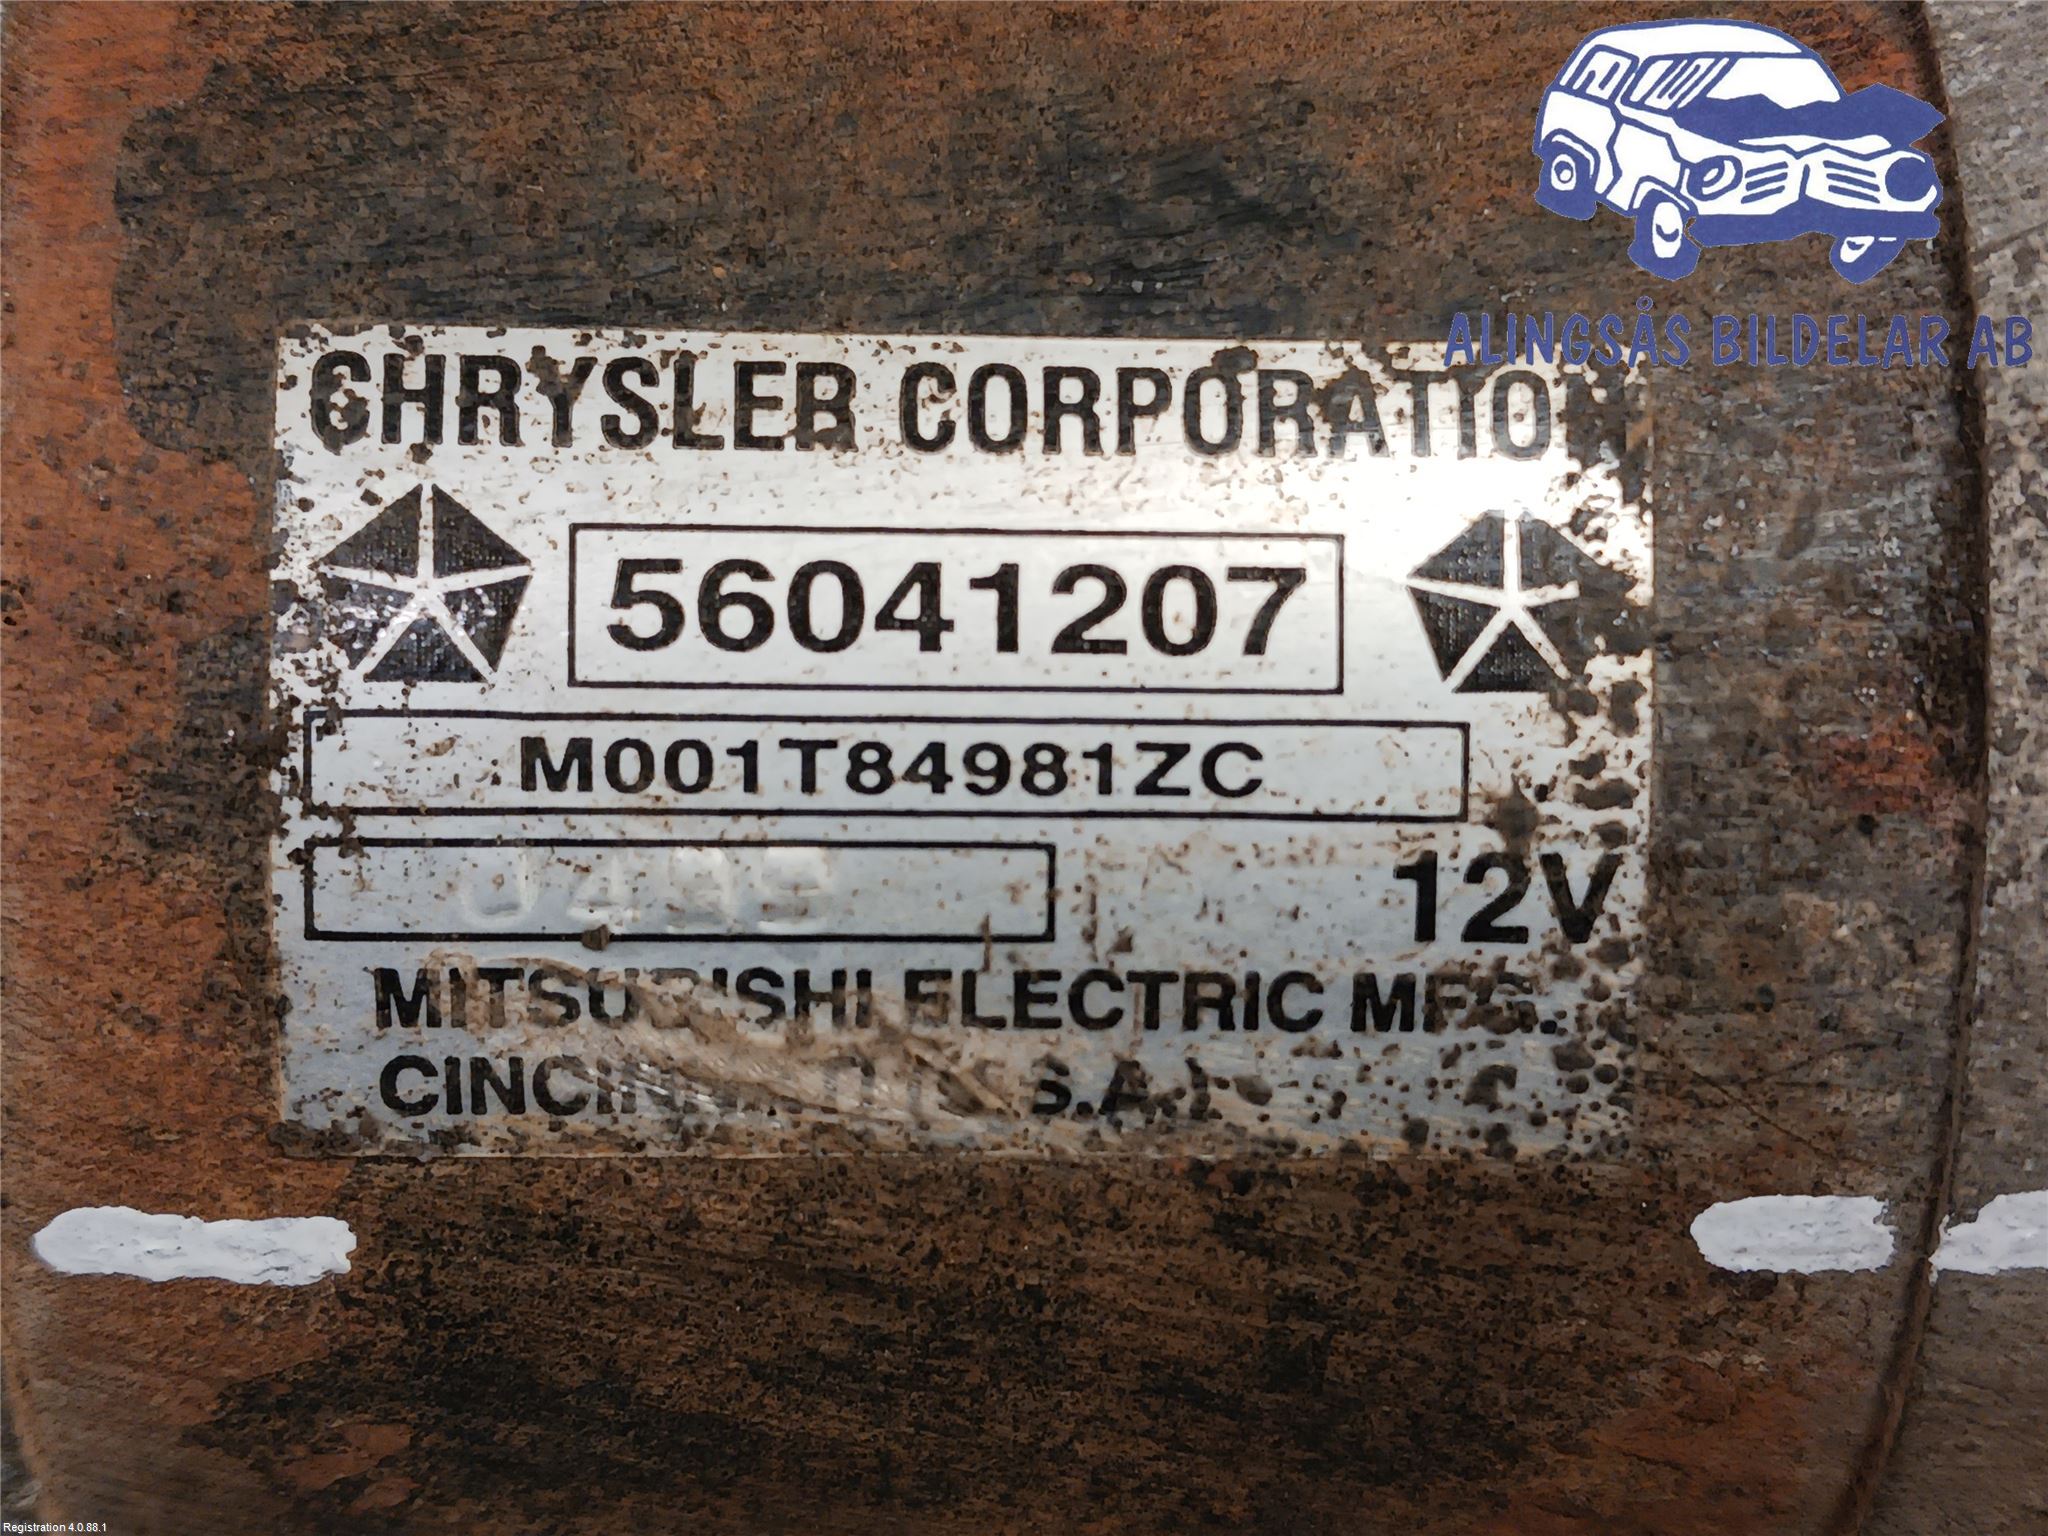 ALINGSÅS BILDELAR AB
CHRYSLER CORPORATION
56041207
M001T84981ZC
12V
MITSUBISHI ELECTRIC MFG.
Registration 4.0.88.1